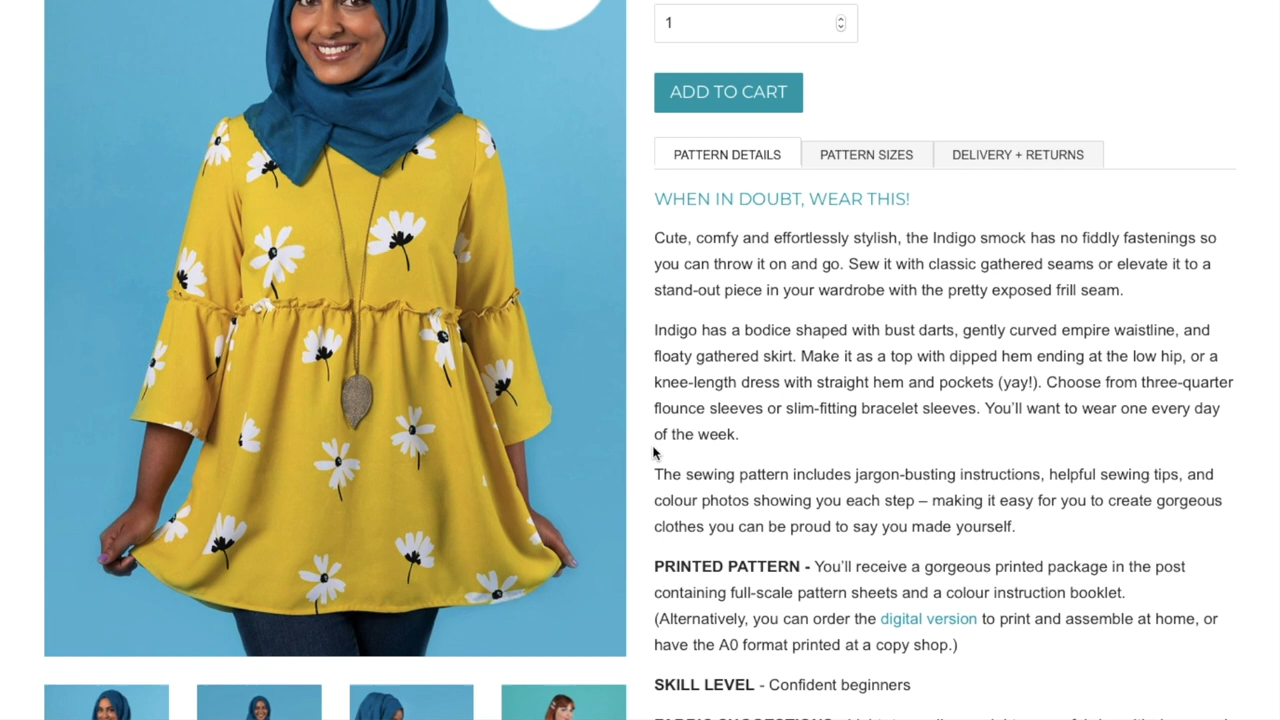 1
ADD TO CART
PATTERN DETAILS
PATTERN SIZES
DELIVERY + RETURNS
WHEN IN DOUBT, WEAR THIS!
Cute, comfy and effortlessly stylish, the Indigo smock has no fiddly fastenings so
you can throw it on and go. Sew it with classic gathered seams or elevate it to a
stand-out piece in your wardrobe with the pretty exposed frill seam.
Indigo has a bodice shaped with bust darts, gently curved empire waistline, and
floaty gathered skirt. Make it as a top with dipped hem ending at the low hip, or a
knee-length dress with straight hem and pockets (yay!). Choose from three-quarter
flounce sleeves or slim-fitting bracelet sleeves. You’ll want to wear one every day
of the week.
The sewing pattern includes jargon-busting instructions, helpful sewing tips, and
colour photos showing you each step – making it easy for you to create gorgeous
clothes you can be proud to say you made yourself.
PRINTED PATTERN - You’ll receive a gorgeous printed package in the post
containing full-scale pattern sheets and a colour instruction booklet.
(Alternatively, you can order the digital version to print and assemble at home, or
have the A0 format printed at a copy shop.)
SKILL LEVEL - Confident beginners